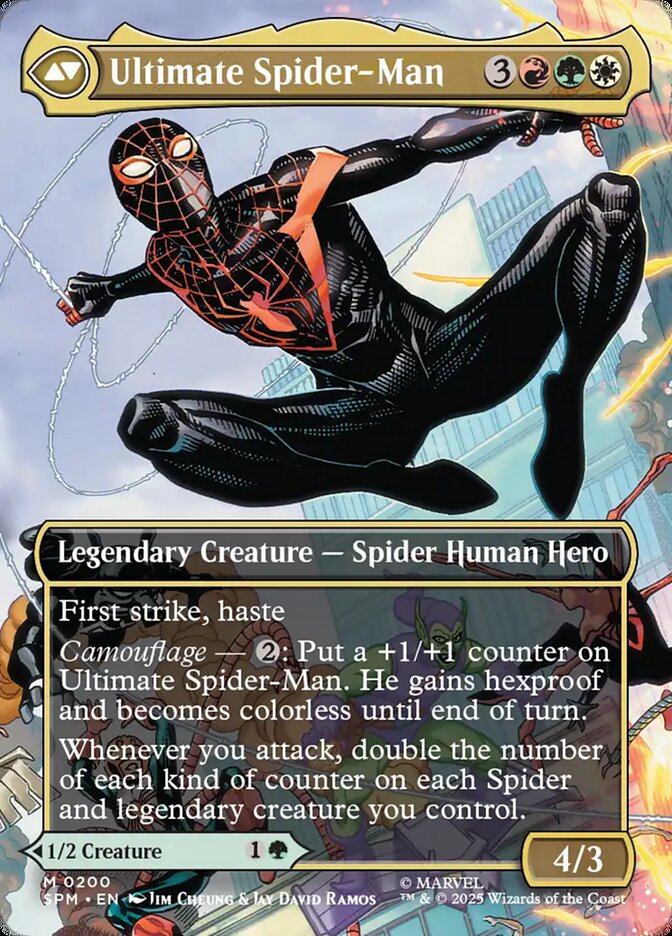 Ultimate Spider-Man 3
Legendary Creature — Spider Human Hero
First strike, haste
Camouflage — 2: Put a +1/+1 counter on
Ultimate Spider-Man. He gains hexproof
and becomes colorless until end of turn.
Whenever you attack, double the number
of each kind of counter on each Spider
and legendary creature you control.
1/2 Creature 1
4/3
M 0200
SPM • EN Jim Cheung & Jay David Ramos
© MARVEL
™ & © 2025 Wizards of the Coast